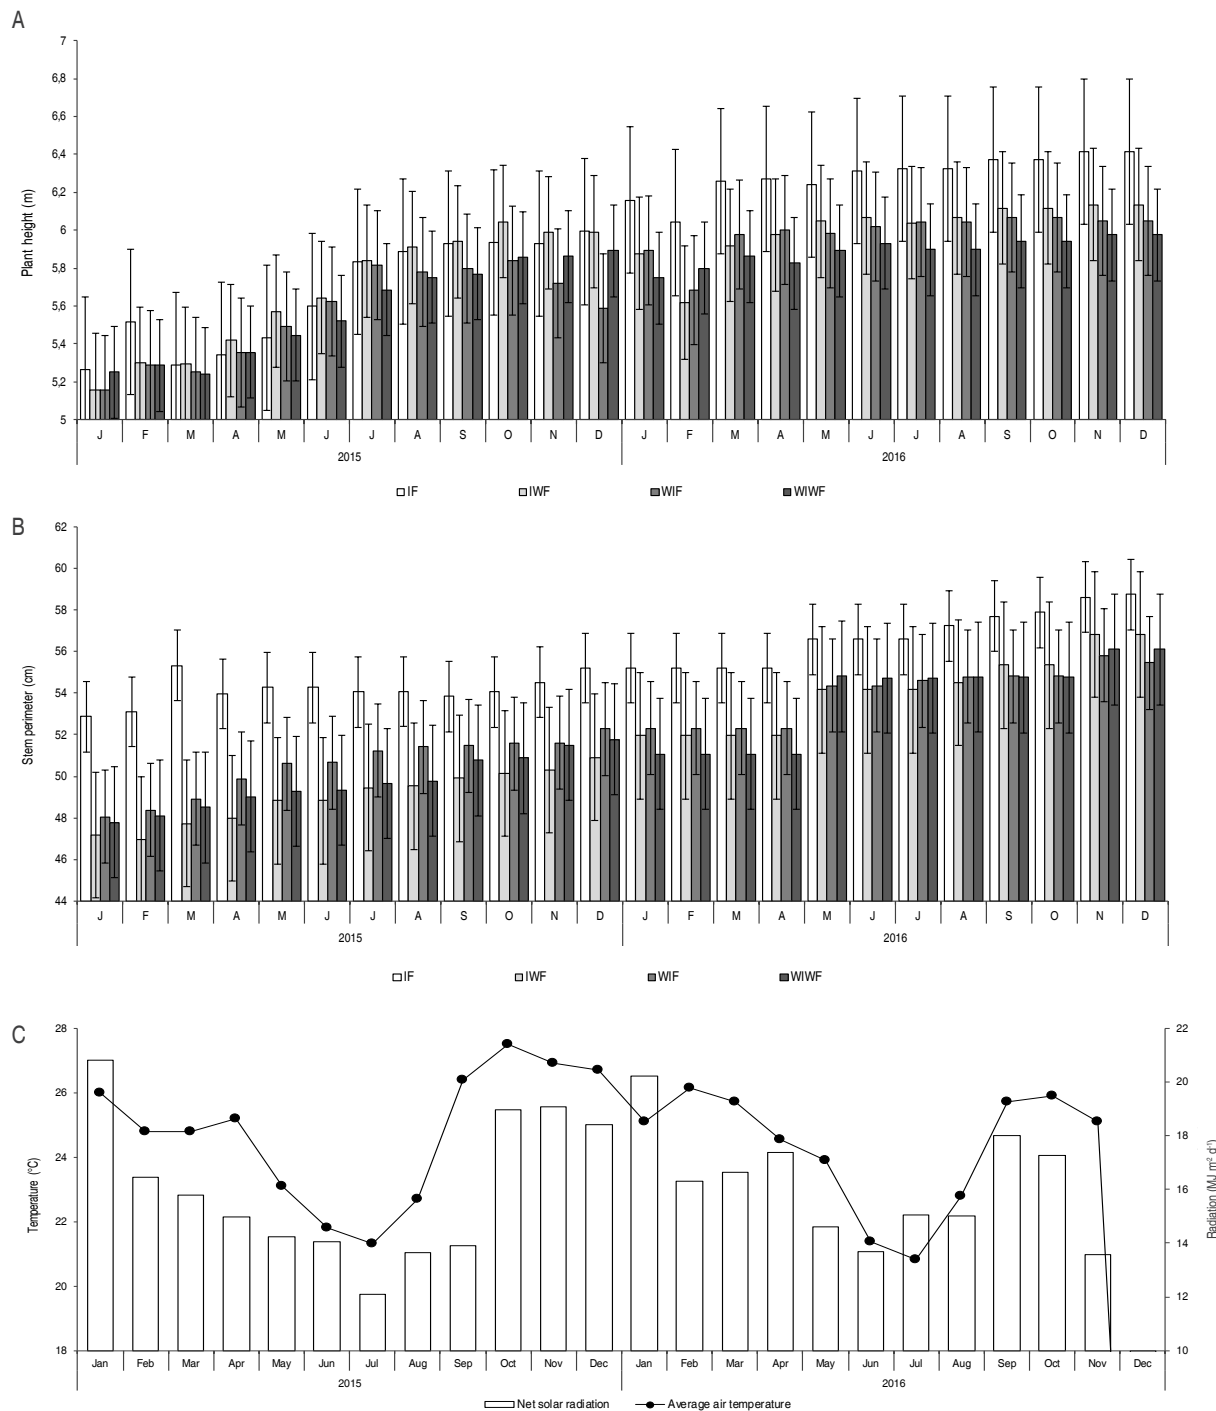 A
7
6,8
6,6
6,4
6,2
6
5,8
5,6
5,4
5,2
5
Plant height (m)
J F M A M J J A S O N D J F M A M J J A S O N D
2015 2016
IF IWF WIF WIWF
B
62
60
58
56
54
52
50
48
46
44
Stem perimeter (cm)
J F M A M J J A S O N D J F M A M J J A S O N D
2015 2016
IF IWF WIF WIWF
C
28
26
24
22
20
18
Temperature (°C)
22
20
18
16
14
12
10
Radiation (MJ m-2 d-1)
Jan Feb Mar Apr May Jun Jul Aug Sep Oct Nov Dec Jan Feb Mar Apr May Jun Jul Aug Sep Oct Nov Dec
2015 2016
Net solar radiation Average air temperature